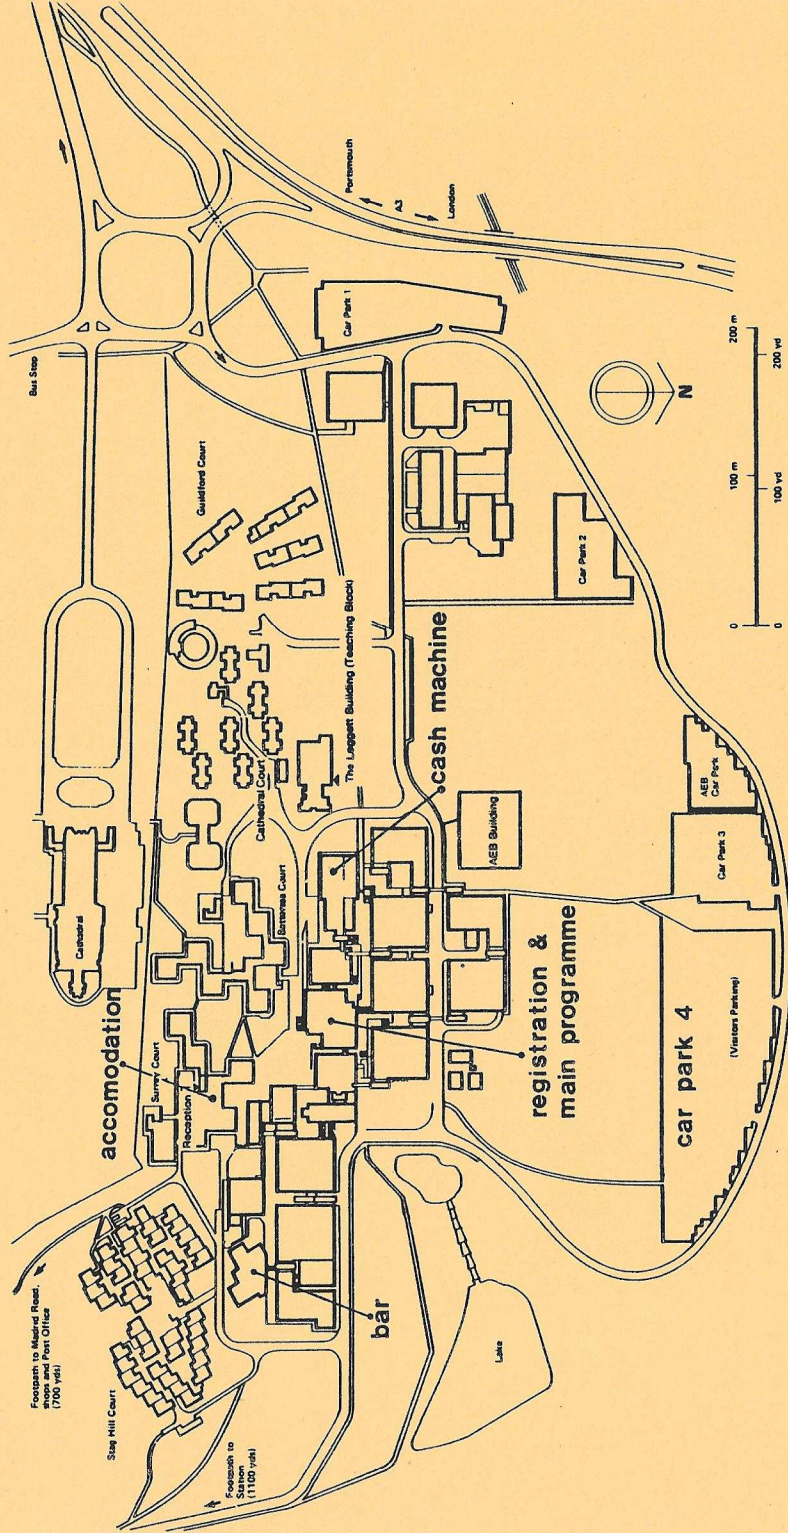 Footpath to Madrid Road,
shops and Post Office
(700 yds)
Bus Stop
Cathedral
accomodation
Stag Hill Court
Surrey Court
Reception
Guildford Court
Footpath to
Station
(1100 yds)
Cathedral Court
Battersea Court
Car Park 1
Portsmouth
The Leggett Building (Teaching Block)
A3
bar
cash machine
London
AEB Building
Lake
registration &
main programme
Car Park 2
N
car park 4
AEB
Car Park
Car Park 3
(Visitors Parking)
0 100 m 200 m
0 100 yd 200 yd